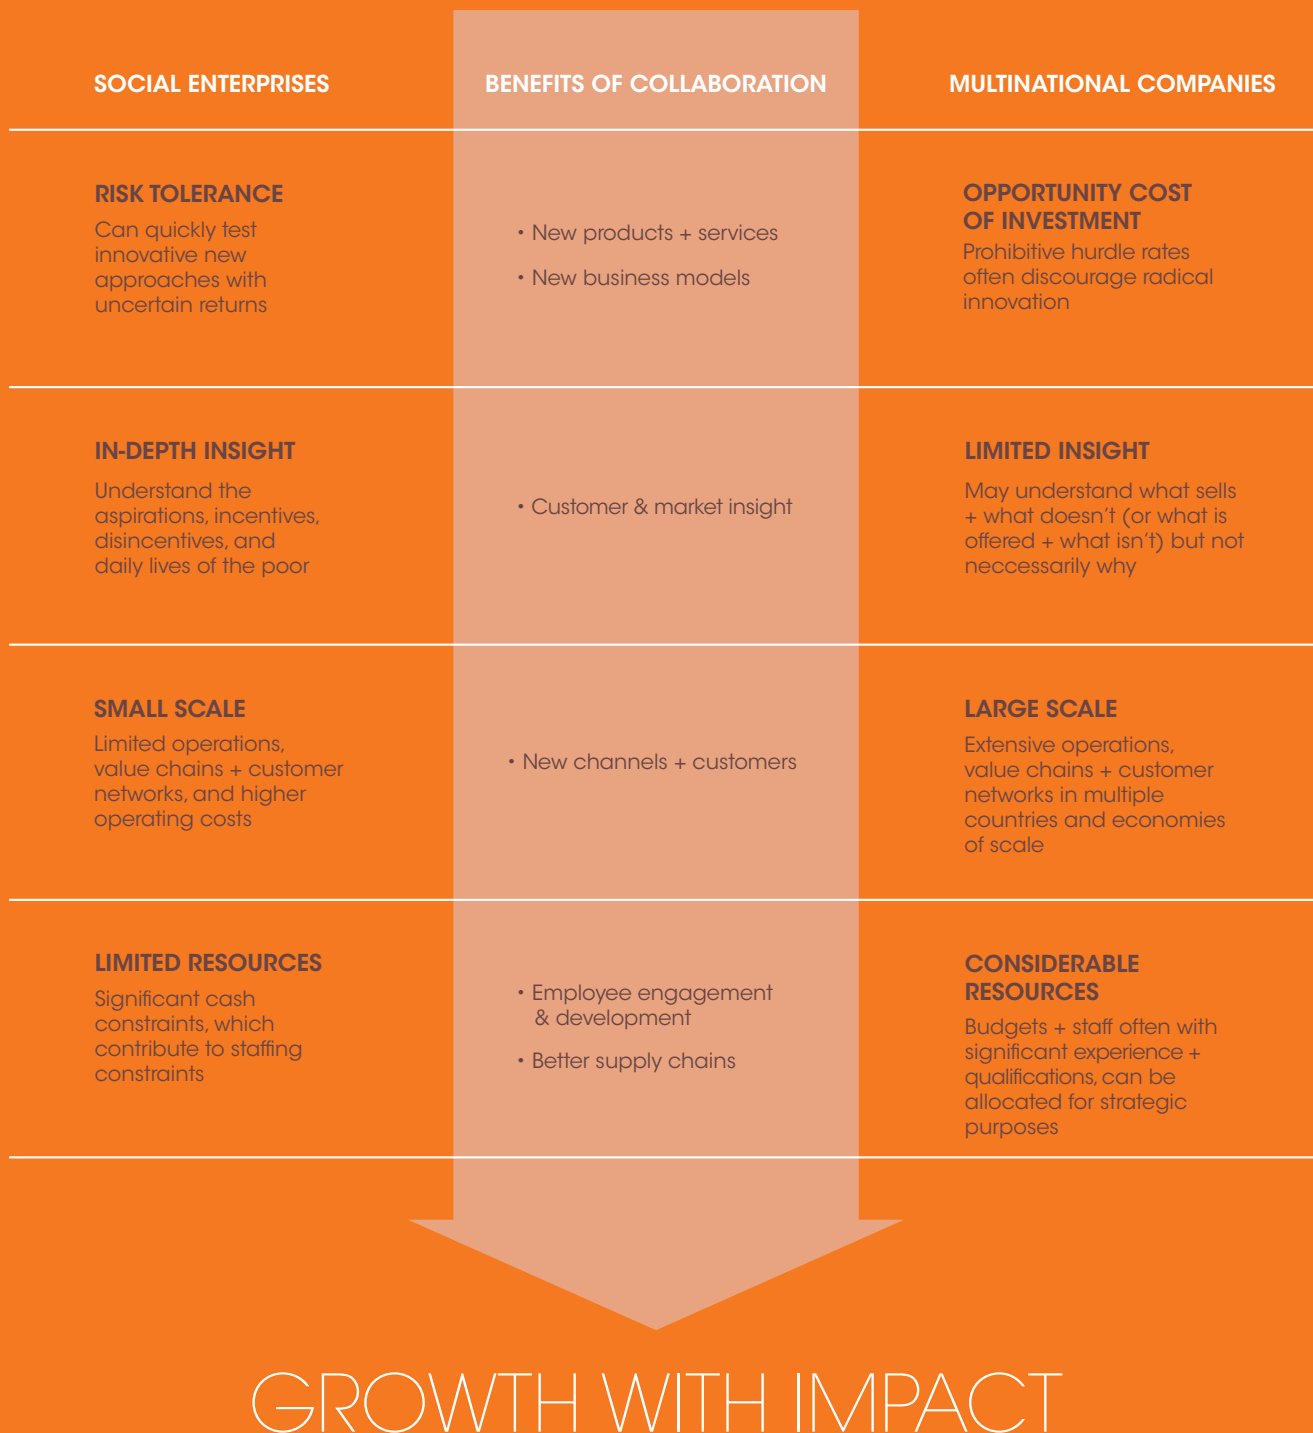 SOCIAL ENTERPRISES
BENEFITS OF COLLABORATION
MULTINATIONAL COMPANIES
RISK TOLERANCE
Can quickly test
innovative new
approaches with
uncertain returns
• New products + services
• New business models
OPPORTUNITY COST
OF INVESTMENT
Prohibitive hurdle rates
often discourage radical
innovation
IN-DEPTH INSIGHT
Understand the
aspirations, incentives,
disincentives, and
daily lives of the poor
• Customer & market insight
LIMITED INSIGHT
May understand what sells
+ what doesn't (or what is
offered + what isn't) but not
neccessarily why
SMALL SCALE
Limited operations,
value chains + customer
networks, and higher
operating costs
• New channels + customers
LARGE SCALE
Extensive operations,
value chains + customer
networks in multiple
countries and economies
of scale
LIMITED RESOURCES
Significant cash
constraints, which
contribute to staffing
constraints
• Employee engagement
& development
• Better supply chains
CONSIDERABLE
RESOURCES
Budgets + staff often with
significant experience +
qualifications, can be
allocated for strategic
purposes
GROWTH WITH IMPACT